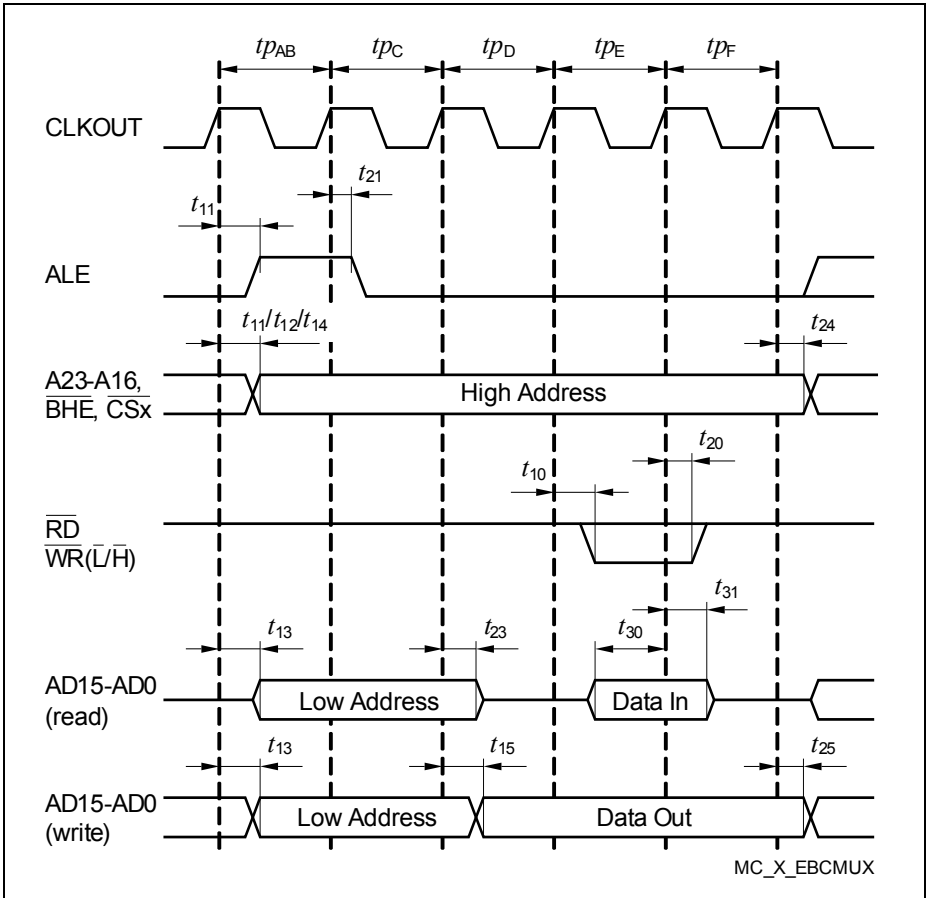 tpAB tpC tpD tpE tpF
CLKOUT
t21
t11
ALE
t11/t12/t14
t24
A23-A16,
BHE, CSx
High Address
t20
t10
RD
WR(L/H)
t31
t13 t23 t30
AD15-AD0
(read)
Low Address Data In
t13 t15 t25
AD15-AD0
(write)
Low Address Data Out
MC_X_EBCMUX